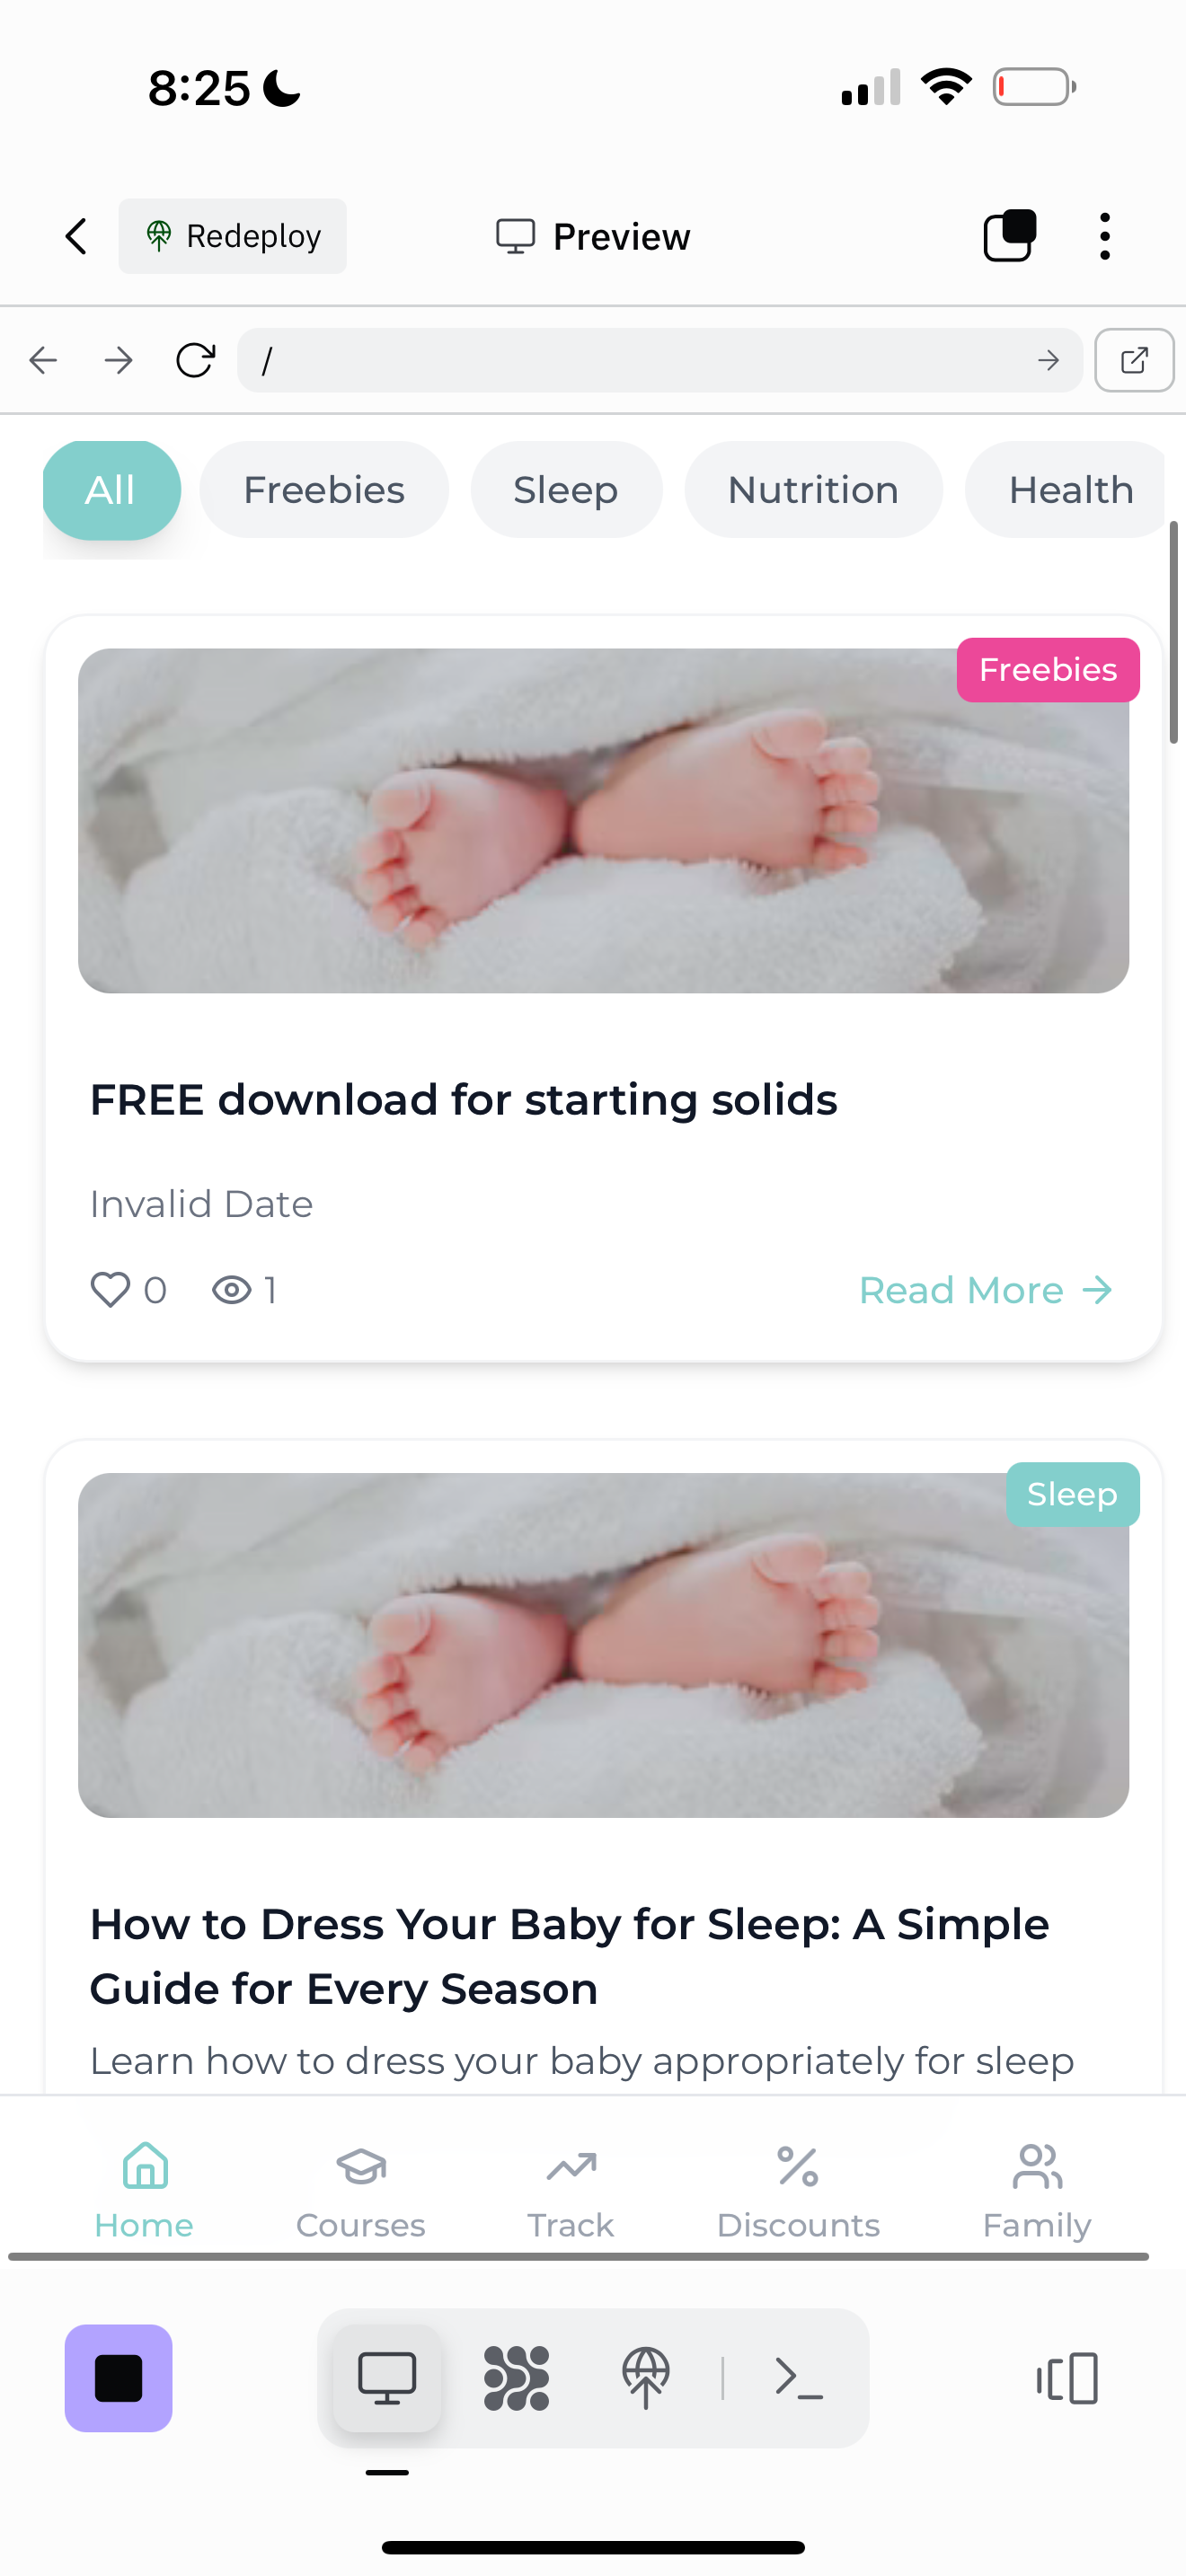 8:25
Redeploy
Preview
/
All
Freebies
Sleep
Nutrition
Health
Freebies
FREE download for starting solids
Invalid Date
0
1
Read More
Sleep
How to Dress Your Baby for Sleep: A Simple
Guide for Every Season
Learn how to dress your baby appropriately for sleep
Home
Courses
Track
Discounts
Family